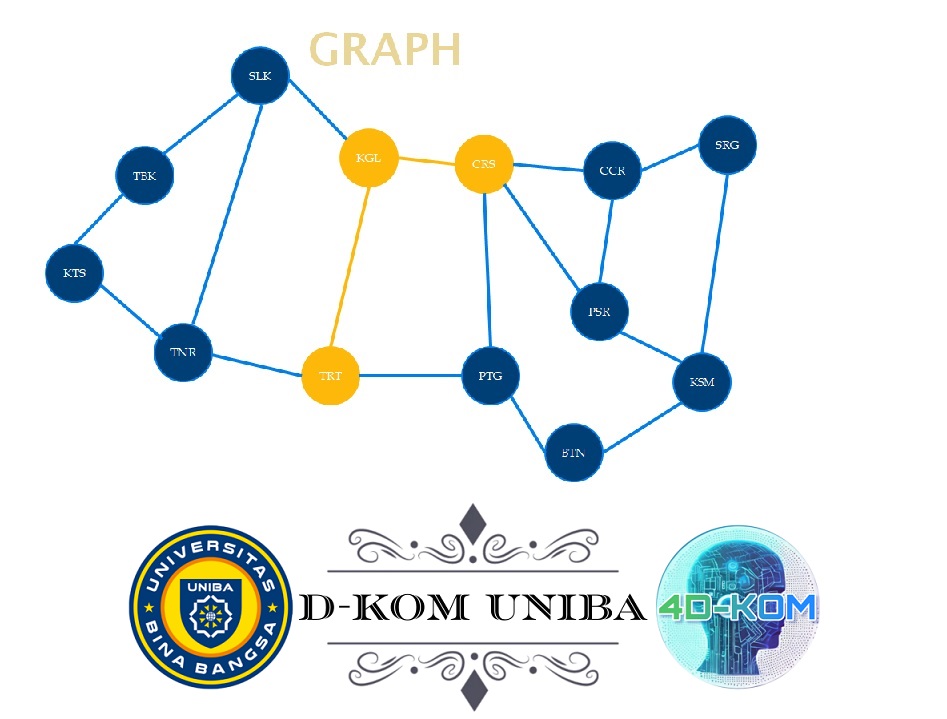 GRAPH
SLK
KGL
CRS
CCR
SRG
TBK
KTS
TNR
TRT
PTG
PSR
KSM
BTN
UNIVERSITAS
UNIBA
BINA BANGSA
D-KOM UNIBA
4D-KOM